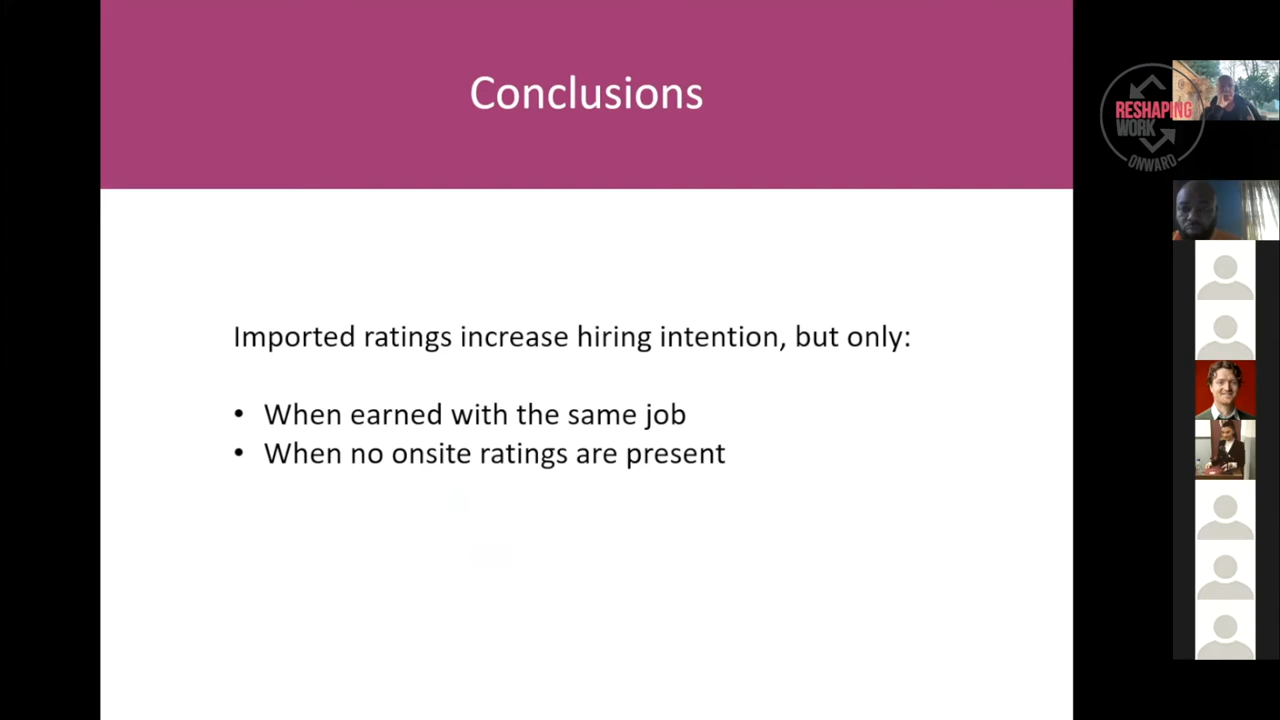 Conclusions
RESHAPING
WORK
ONWARD
Imported ratings increase hiring intention, but only:
• When earned with the same job
• When no onsite ratings are present